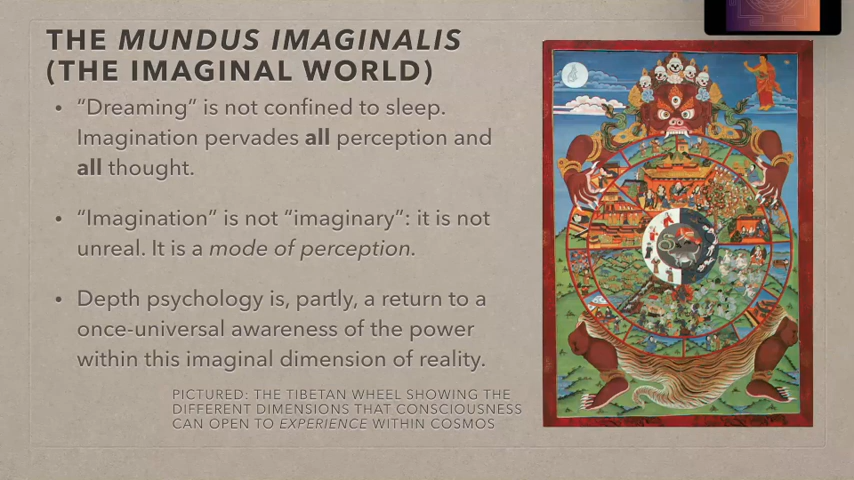 THE MUNDUS IMAGINALIS
(THE IMAGINAL WORLD)
• “Dreaming” is not confined to sleep.
Imagination pervades all perception and
all thought.
• “Imagination” is not “imaginary”: it is not
unreal. It is a mode of perception.
• Depth psychology is, partly, a return to a
once-universal awareness of the power
within this imaginal dimension of reality.
PICTURED: THE TIBETAN WHEEL SHOWING THE
DIFFERENT DIMENSIONS THAT CONSCIOUSNESS
CAN OPEN TO EXPERIENCE WITHIN COSMOS